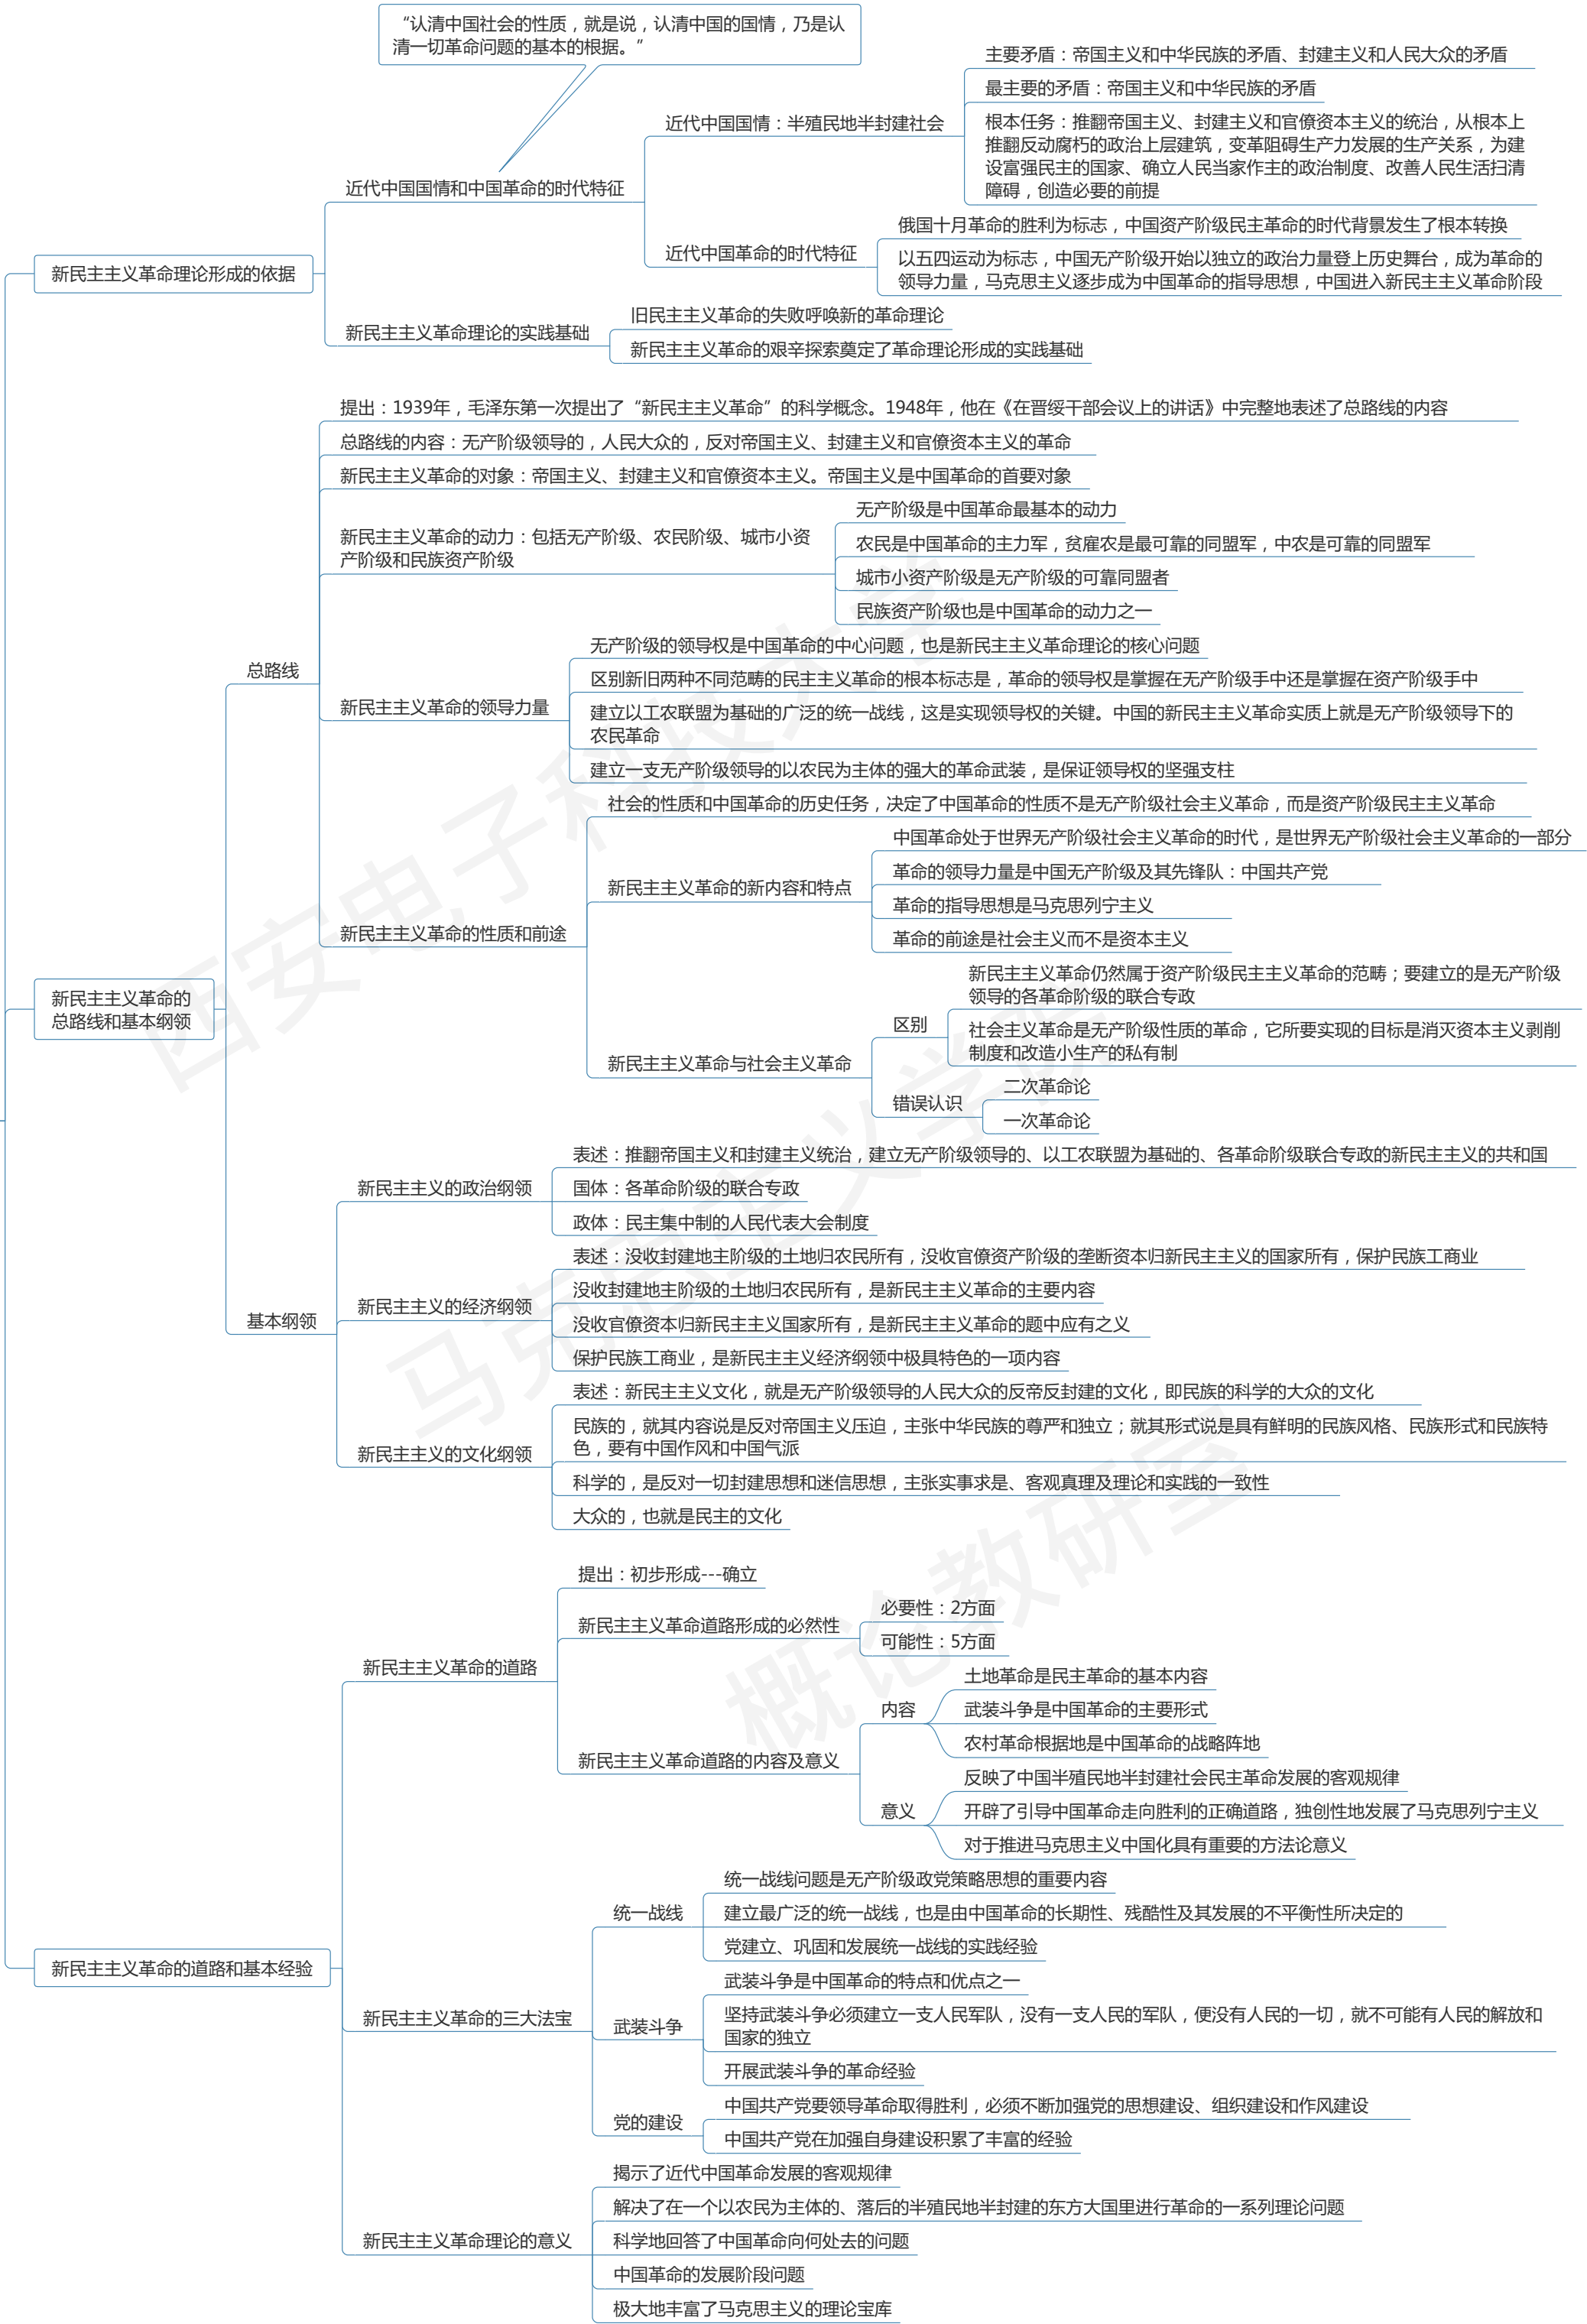 “认清中国社会的性质，就是说，认清中国的国情，乃是认
清一切革命问题的基本的根据。”
主要矛盾：帝国主义和中华民族的矛盾、封建主义和人民大众的矛盾
最主要的矛盾：帝国主义和中华民族的矛盾
近代中国国情：半殖民地半封建社会
根本任务：推翻帝国主义、封建主义和官僚资本主义的统治，从根本上
推翻反动腐朽的政治上层建筑，变革阻碍生产力发展的生产关系，为建
设富强民主的国家、确立人民当家作主的政治制度、改善人民生活扫清
障碍，创造必要的前提
近代中国国情和中国革命的时代特征
俄国十月革命的胜利为标志，中国资产阶级民主革命的时代背景发生了根本转换
近代中国革命的时代特征
以五四运动为标志，中国无产阶级开始以独立的政治力量登上历史舞台，成为革命的
领导力量，马克思主义逐步成为中国革命的指导思想，中国进入新民主主义革命阶段
新民主主义革命理论形成的依据
旧民主主义革命的失败呼唤新的革命理论
新民主主义革命理论的实践基础
新民主主义革命的艰辛探索奠定了革命理论形成的实践基础
提出：1939年，毛泽东第一次提出了“新民主主义革命”的科学概念。1948年，他在《在晋绥干部会议上的讲话》中完整地表述了总路线的内容
总路线的内容：无产阶级领导的，人民大众的，反对帝国主义、封建主义和官僚资本主义的革命
新民主主义革命的对象：帝国主义、封建主义和官僚资本主义。帝国主义是中国革命的首要对象
新民主主义革命的动力：包括无产阶级、农民阶级、城市小资
产阶级和民族资产阶级
无产阶级是中国革命最基本的动力
农民是中国革命的主力军，贫雇农是最可靠的同盟军，中农是可靠的同盟军
城市小资产阶级是无产阶级的可靠同盟者
民族资产阶级也是中国革命的动力之一
总路线
无产阶级的领导权是中国革命的中心问题，也是新民主主义革命理论的核心问题
区别新旧两种不同范畴的民主主义革命的根本标志是，革命的领导权是掌握在无产阶级手中还是掌握在资产阶级手中
新民主主义革命的领导力量
建立以工农联盟为基础的广泛的统一战线，这是实现领导权的关键。中国的新民主主义革命实质上就是无产阶级领导下的
农民革命
建立一支无产阶级领导的以农民为主体的强大的革命武装，是保证领导权的坚强支柱
社会的性质和中国革命的历史任务，决定了中国革命的性质不是无产阶级社会主义革命，而是资产阶级民主主义革命
中国革命处于世界无产阶级社会主义革命的时代，是世界无产阶级社会主义革命的一部分
革命的领导力量是中国无产阶级及其先锋队：中国共产党
新民主主义革命的新内容和特点
革命的指导思想是马克思列宁主义
革命的前途是社会主义而不是资本主义
新民主主义革命的性质和前途
新民主主义革命的
总路线和基本纲领
新民主主义革命仍然属于资产阶级民主主义革命的范畴；要建立的是无产阶级
领导的各革命阶级的联合专政
区别
社会主义革命是无产阶级性质的革命，它所要实现的目标是消灭资本主义剥削
制度和改造小生产的私有制
新民主主义革命与社会主义革命
二次革命论
错误认识
一次革命论
表述：推翻帝国主义和封建主义统治，建立无产阶级领导的、以工农联盟为基础的、各革命阶级联合专政的新民主主义的共和国
新民主主义的政治纲领
国体：各革命阶级的联合专政
政体：民主集中制的人民代表大会制度
表述：没收封建地主阶级的土地归农民所有，没收官僚资产阶级的垄断资本归新民主主义的国家所有，保护民族工商业
没收封建地主阶级的土地归农民所有，是新民主主义革命的主要内容
新民主主义的经济纲领
没收官僚资本归新民主主义国家所有，是新民主主义革命的题中应有之义
保护民族工商业，是新民主主义经济纲领中极具特色的一项内容
基本纲领
表述：新民主主义文化，就是无产阶级领导的人民大众的反帝反封建的文化，即民族的科学的大众的文化
民族的，就其内容说是反对帝国主义压迫，主张中华民族的尊严和独立；就其形式说是具有鲜明的民族风格、民族形式和民族特
色，要有中国作风和中国气派
新民主主义的文化纲领
科学的，是反对一切封建思想和迷信思想，主张实事求是、客观真理及理论和实践的一致性
大众的，也就是民主的文化
提出：初步形成---确立
必要性：2方面
新民主主义革命道路形成的必然性
可能性：5方面
新民主主义革命的道路
土地革命是民主革命的基本内容
内容
武装斗争是中国革命的主要形式
农村革命根据地是中国革命的战略阵地
新民主主义革命道路的内容及意义
反映了中国半殖民地半封建社会民主革命发展的客观规律
意义
开辟了引导中国革命走向胜利的正确道路，独创性地发展了马克思列宁主义
对于推进马克思主义中国化具有重要的方法论意义
统一战线问题是无产阶级政党策略思想的重要内容
统一战线
建立最广泛的统一战线，也是由中国革命的长期性、残酷性及其发展的不平衡性所决定的
党建立、巩固和发展统一战线的实践经验
新民主主义革命的道路和基本经验
武装斗争是中国革命的特点和优点之一
新民主主义革命的三大法宝
武装斗争
坚持武装斗争必须建立一支人民军队，没有一支人民的军队，便没有人民的一切，就不可能有人民的解放和
国家的独立
开展武装斗争的革命经验
中国共产党要领导革命取得胜利，必须不断加强党的思想建设、组织建设和作风建设
党的建设
中国共产党在加强自身建设积累了丰富的经验
揭示了近代中国革命发展的客观规律
解决了在一个以农民为主体的、落后的半殖民地半封建的东方大国里进行革命的一系列理论问题
新民主主义革命理论的意义
科学地回答了中国革命向何处去的问题
中国革命的发展阶段问题
极大地丰富了马克思主义的理论宝库
西安电子科技大学
马克思主义学院
概论教研室